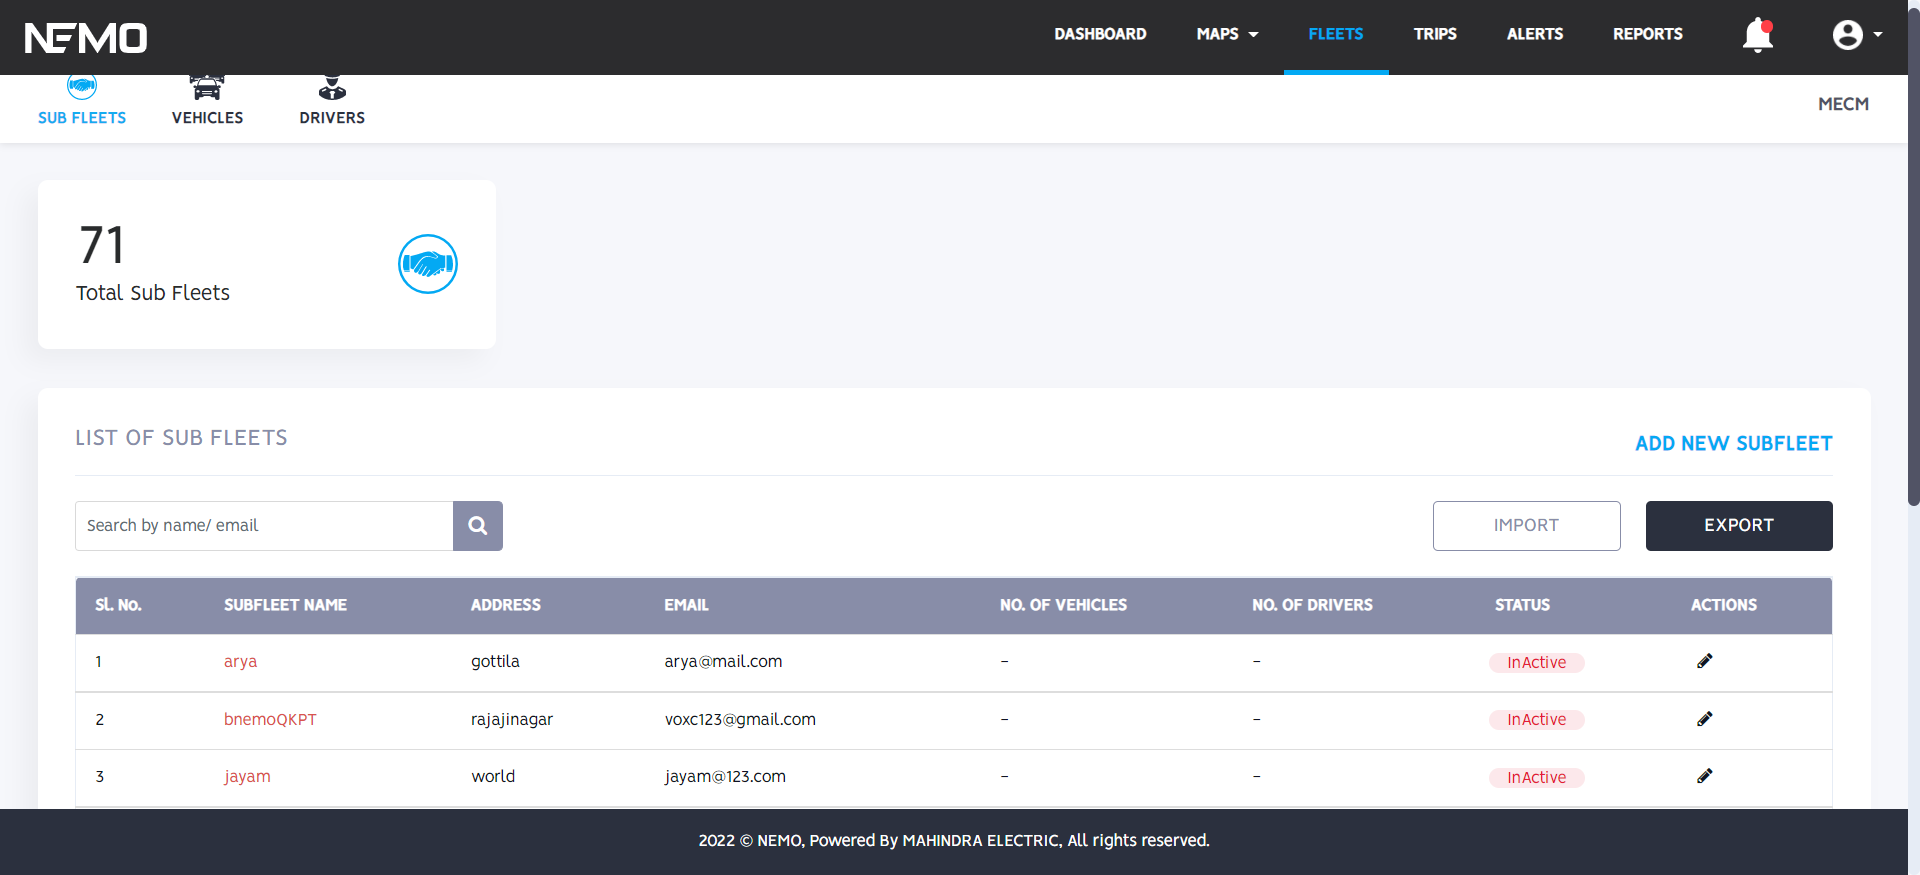 NEMO
DASHBOARD MAPS FLEETS TRIPS ALERTS REPORTS
SUB FLEETS VEHICLES DRIVERS
MECM
71
Total Sub Fleets
LIST OF SUB FLEETS
ADD NEW SUBFLEET
Search by name/ email
IMPORT EXPORT
Sl. No. SUBFLEET NAME ADDRESS EMAIL NO. OF VEHICLES NO. OF DRIVERS STATUS ACTIONS
1 arya gottila arya@mail.com - - InActive
2 bnemoQKPT rajajinagar voxc123@gmail.com - - InActive
3 jayam world jayam@123.com - - InActive
2022 © NEMO, Powered By MAHINDRA ELECTRIC, All rights reserved.